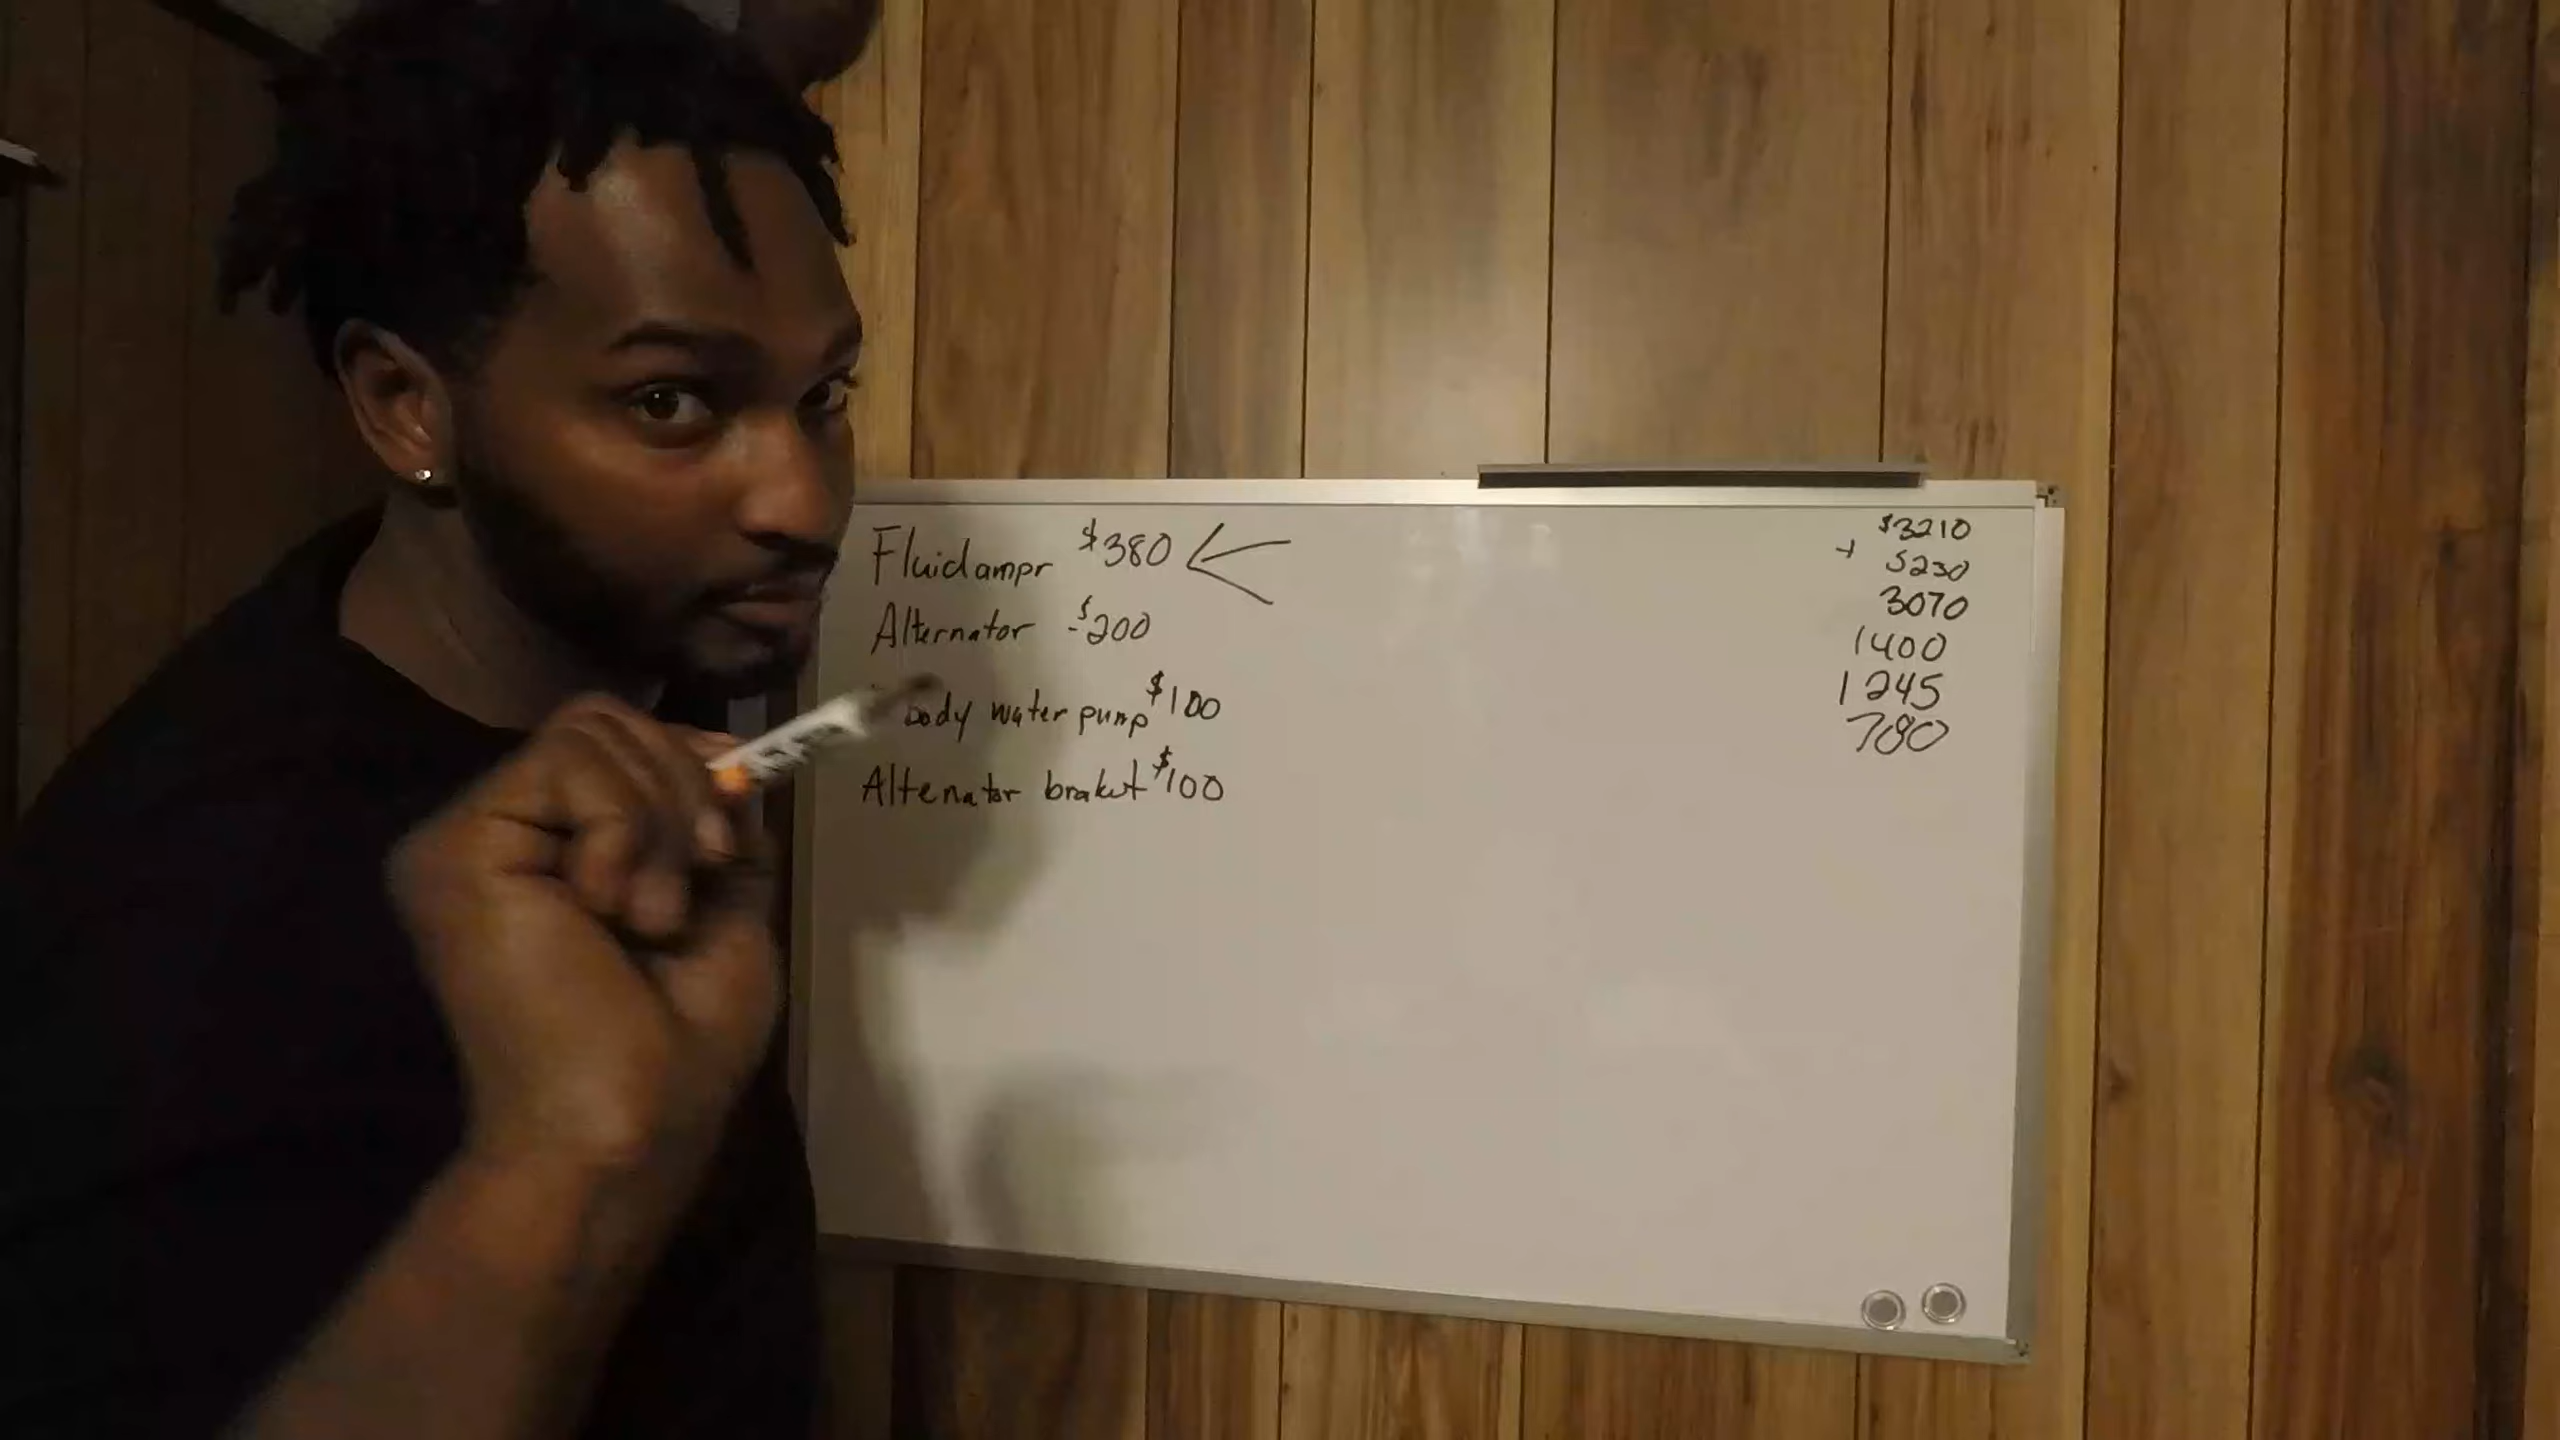 Fluidampr $380
Alternator -$200
body water pump $100
Altenator braket $100
$3210
+ 5230
3070
1400
1245
780